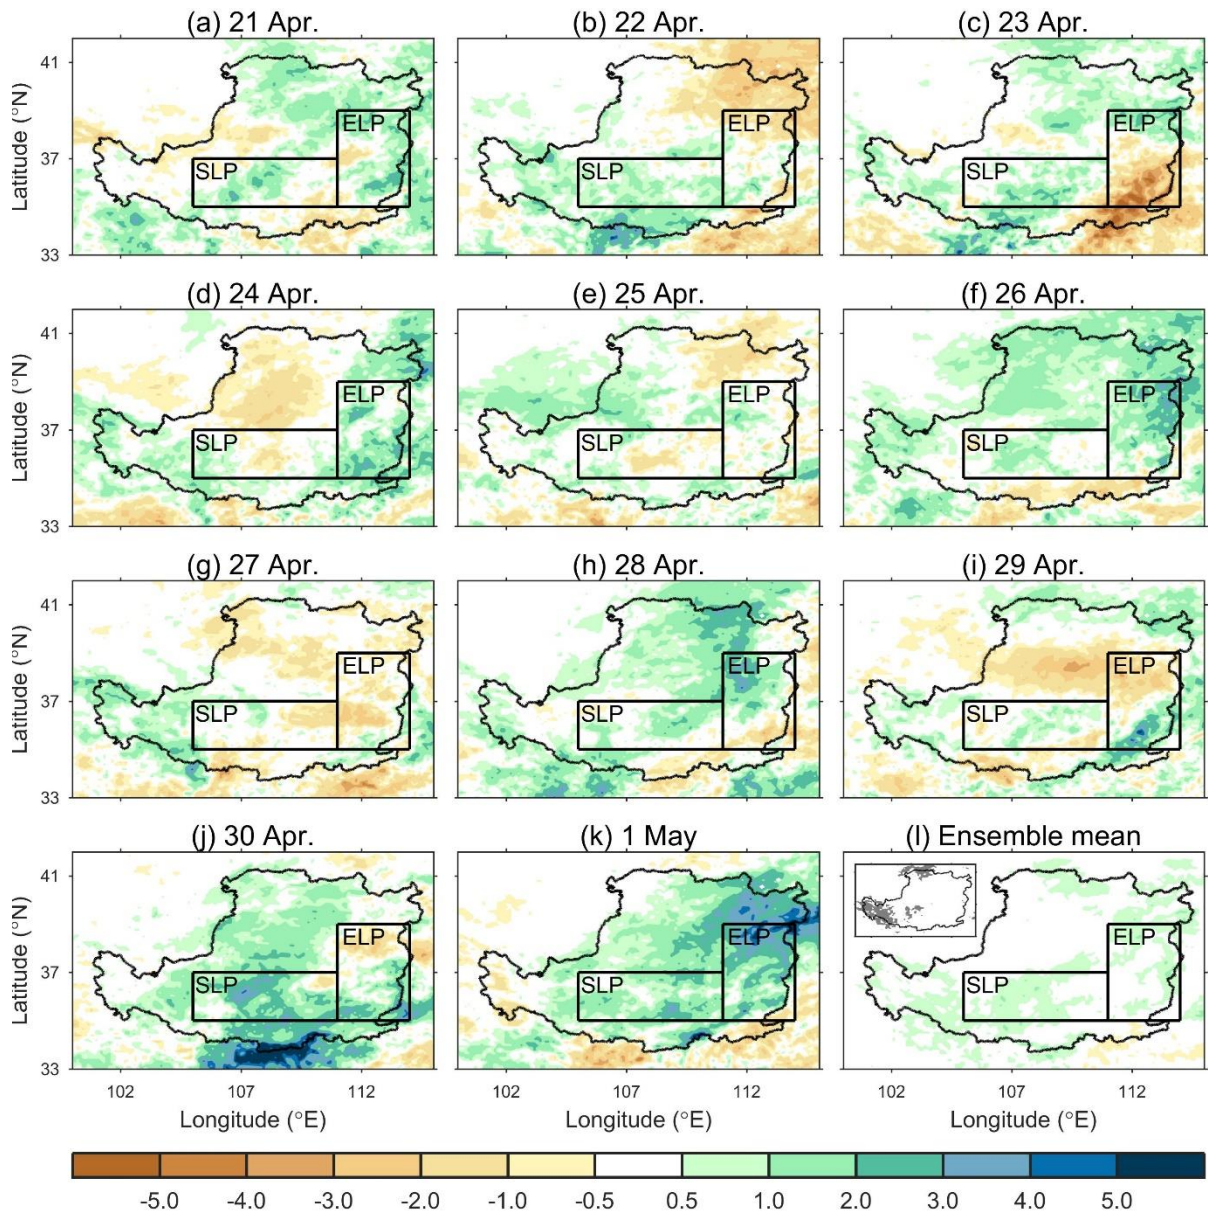 (a) 21 Apr. (b) 22 Apr. (c) 23 Apr.
41
37
33
Latitude (°N)
ELP
SLP
ELP
SLP
ELP
SLP
(d) 24 Apr. (e) 25 Apr. (f) 26 Apr.
41
37
33
Latitude (°N)
ELP
SLP
ELP
SLP
ELP
SLP
(g) 27 Apr. (h) 28 Apr. (i) 29 Apr.
41
37
33
Latitude (°N)
ELP
SLP
ELP
SLP
ELP
SLP
(j) 30 Apr. (k) 1 May (l) Ensemble mean
41
37
33
Latitude (°N)
ELP
SLP
ELP
SLP
ELP
SLP
102 107 112 102 107 112 102 107 112
Longitude (°E) Longitude (°E) Longitude (°E)
-5.0 -4.0 -3.0 -2.0 -1.0 -0.5 0.5 1.0 2.0 3.0 4.0 5.0